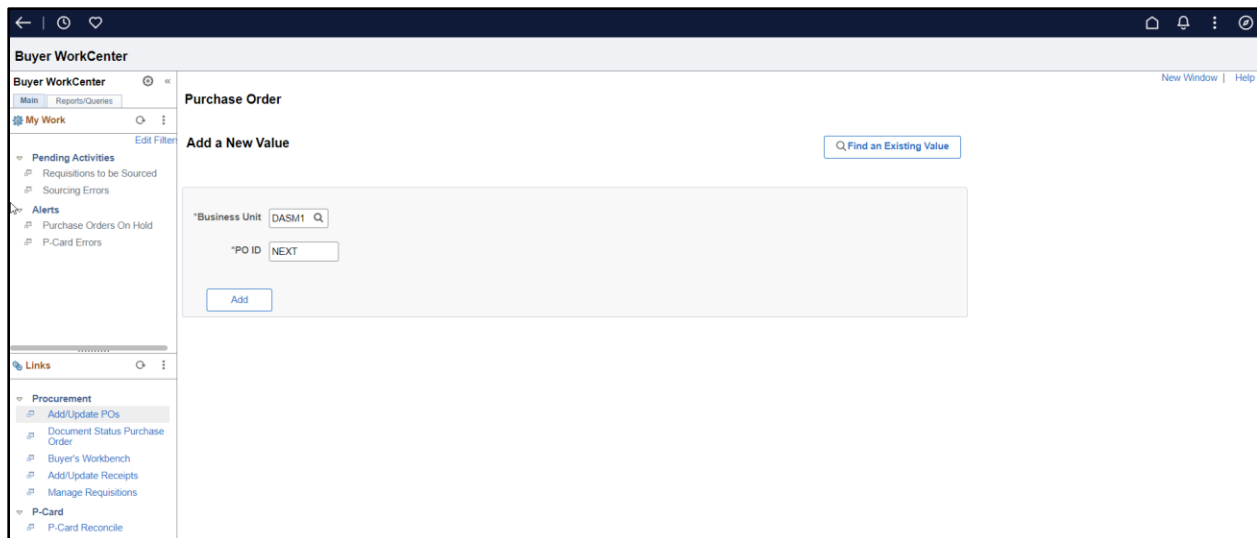 Buyer WorkCenter
Buyer WorkCenter «
Main Reports/Queries
My Work
Edit Filters
Pending Activities
Requisitions to be Sourced
Sourcing Errors
Alerts
Purchase Orders On Hold
P-Card Errors
Links
Procurement
Add/Update POs
Document Status Purchase
Order
Buyer's Workbench
Add/Update Receipts
Manage Requisitions
P-Card
P-Card Reconcile
New Window | Help
Purchase Order
Add a New Value
Find an Existing Value
*Business Unit DASM1
*PO ID NEXT
Add